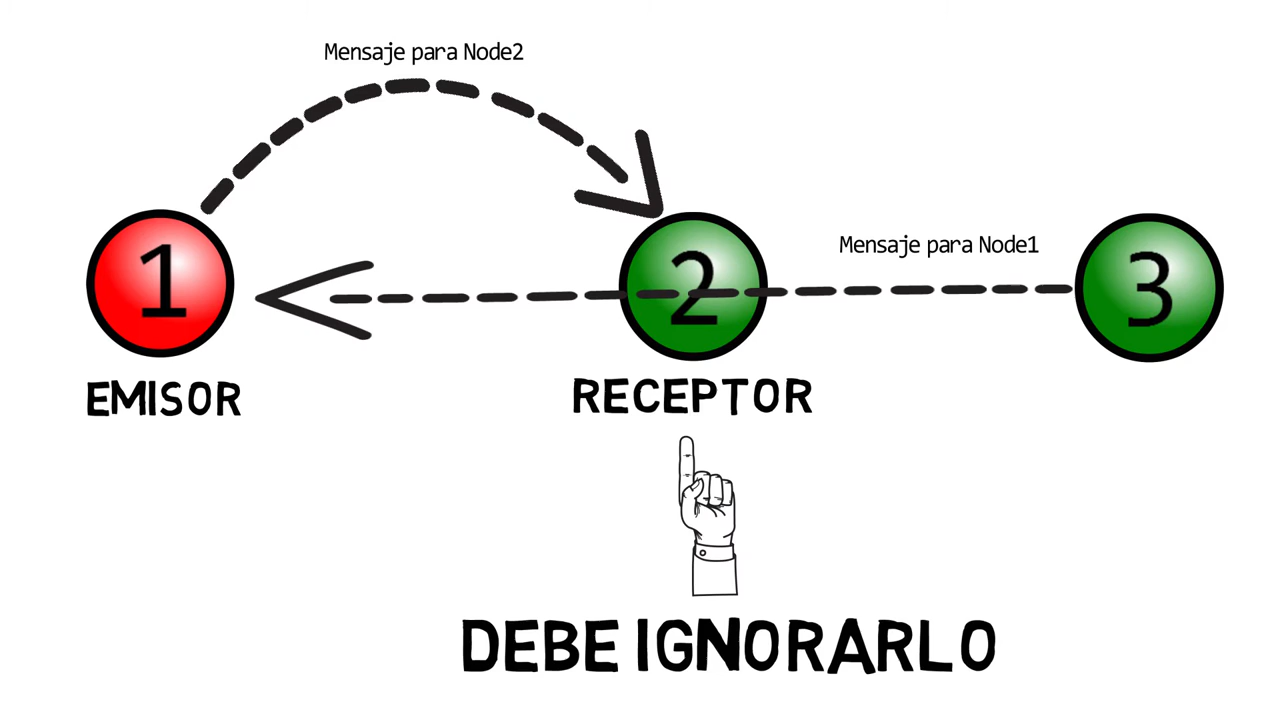 Mensaje para Node2
Mensaje para Node1
1
2
3
EMISOR
RECEPTOR
DEBE IGNORARLO